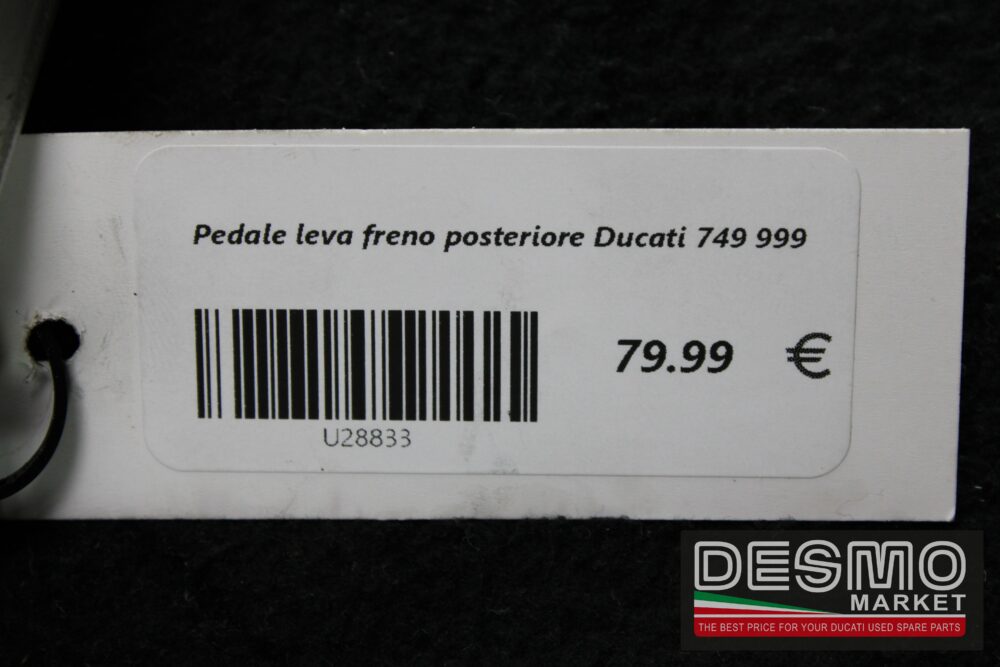 Pedale leva freno posteriore Ducati 749 999
79.99 €
U28833
DESMO
MARKET
THE BEST PRICE FOR YOUR DUCATI USED SPARE PARTS